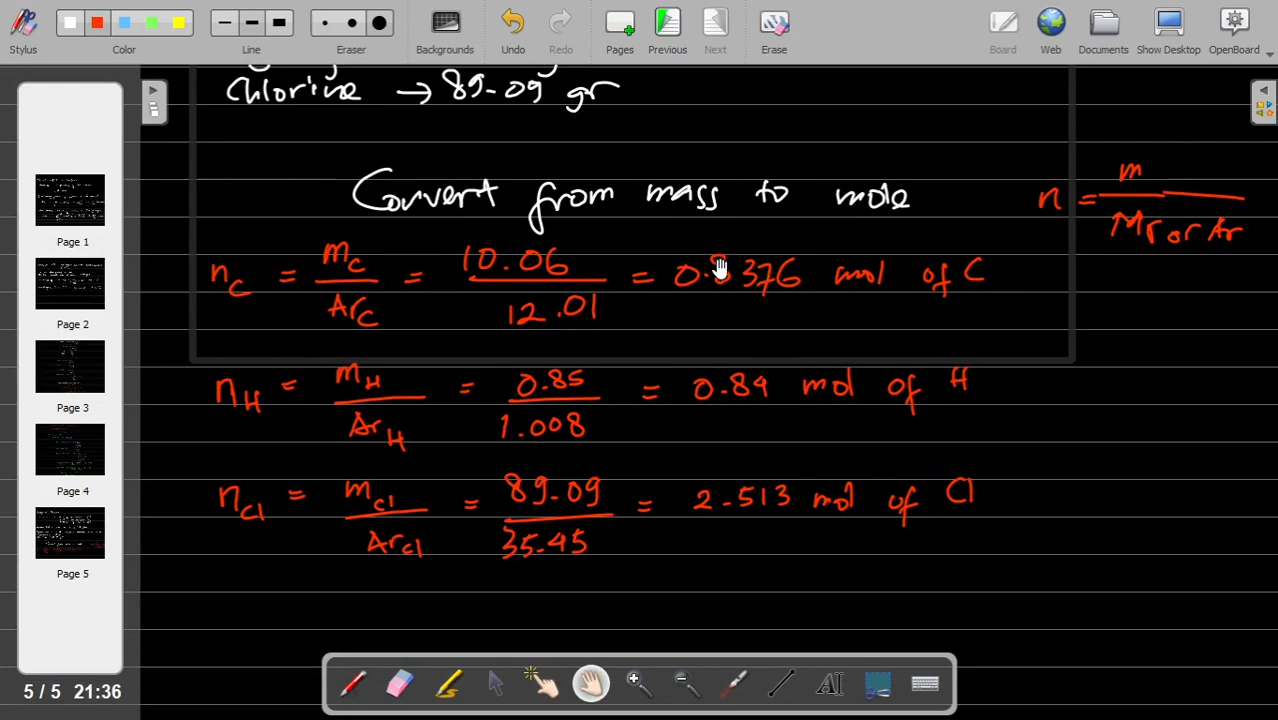 Stylus Color Line Eraser Backgrounds Undo Redo Pages Previous Next Erase Board Web Documents Show Desktop OpenBoard
Page 1
Page 2
Page 3
Page 4
Page 5
5 / 5 21:36
chlorine → 89.09 gr
Convert from mass to mole
n = m / Mr or Ar
nC = mC / ArC = 10.06 / 12.01 = 0.8376 mol of C
nH = mH / ArH = 0.85 / 1.008 = 0.84 mol of H
nCl = mCl / ArCl = 89.09 / 35.45 = 2.513 mol of Cl